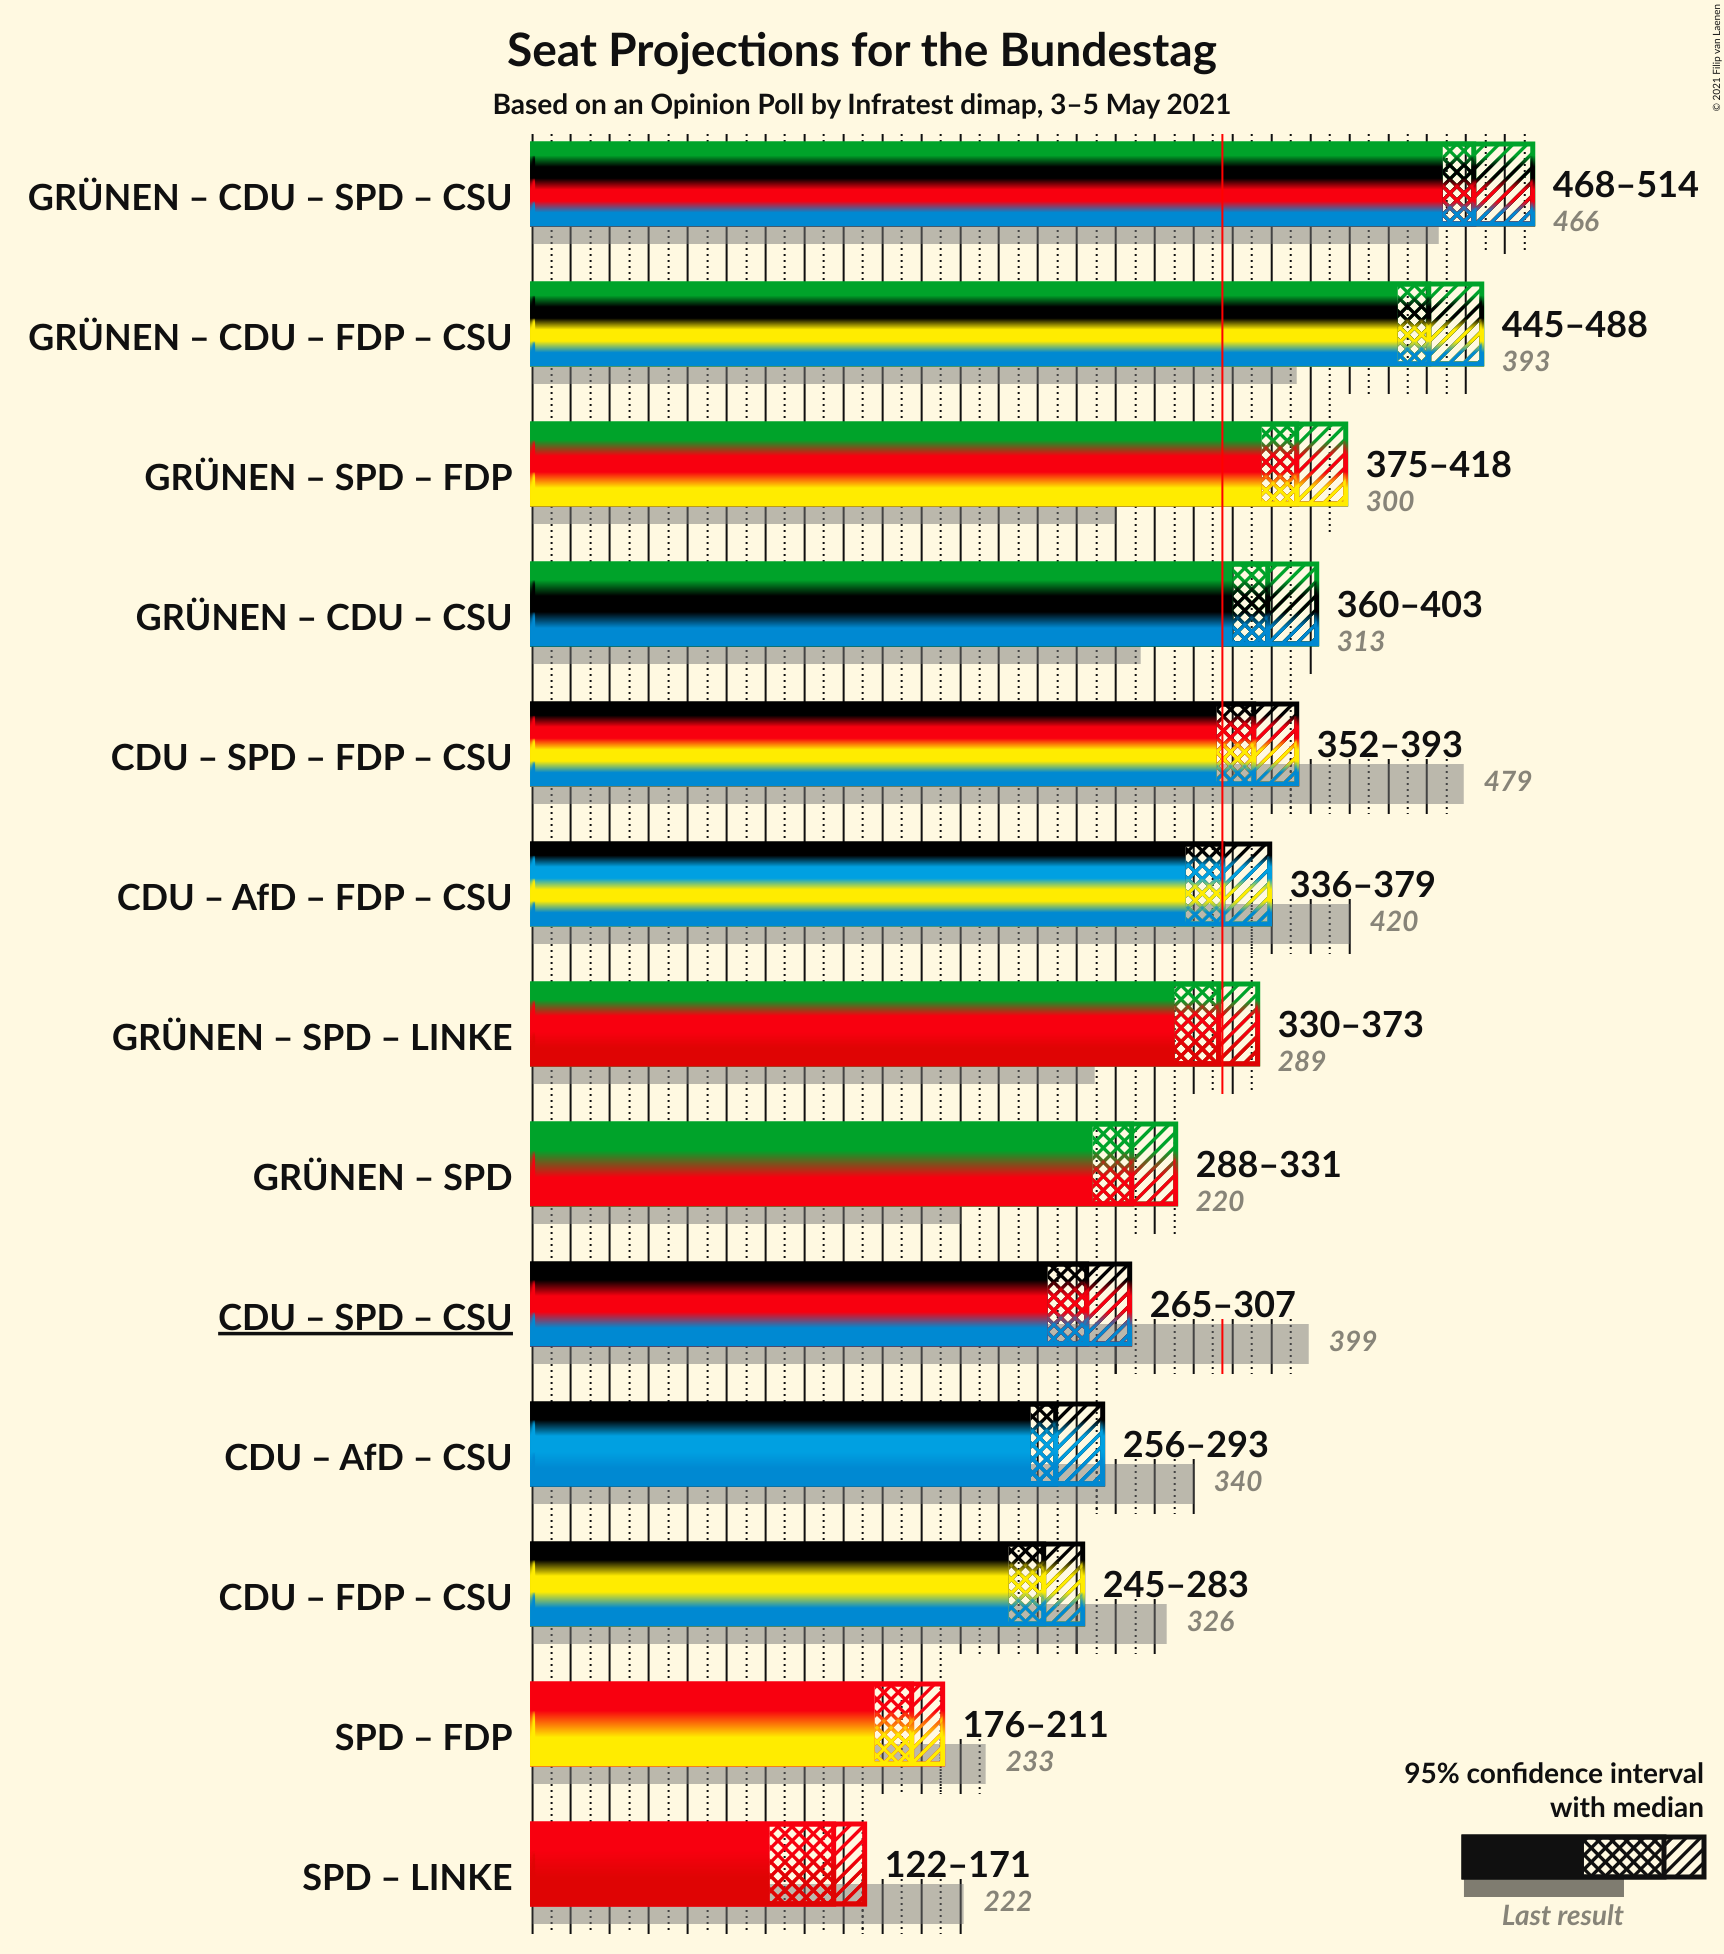 Seat Projections for the Bundestag
Based on an Opinion Poll by Infratest dimap, 3–5 May 2021
© 2021 Filip van Laenen
GRÜNEN – CDU – SPD – CSU
468–514
466
GRÜNEN – CDU – FDP – CSU
445–488
393
GRÜNEN – SPD – FDP
375–418
300
GRÜNEN – CDU – CSU
360–403
313
CDU – SPD – FDP – CSU
352–393
479
CDU – AfD – FDP – CSU
336–379
420
GRÜNEN – SPD – LINKE
330–373
289
GRÜNEN – SPD
288–331
220
CDU – SPD – CSU
265–307
399
CDU – AfD – CSU
256–293
340
CDU – FDP – CSU
245–283
326
SPD – FDP
176–211
233
SPD – LINKE
122–171
222
95% confidence interval
with median
Last result